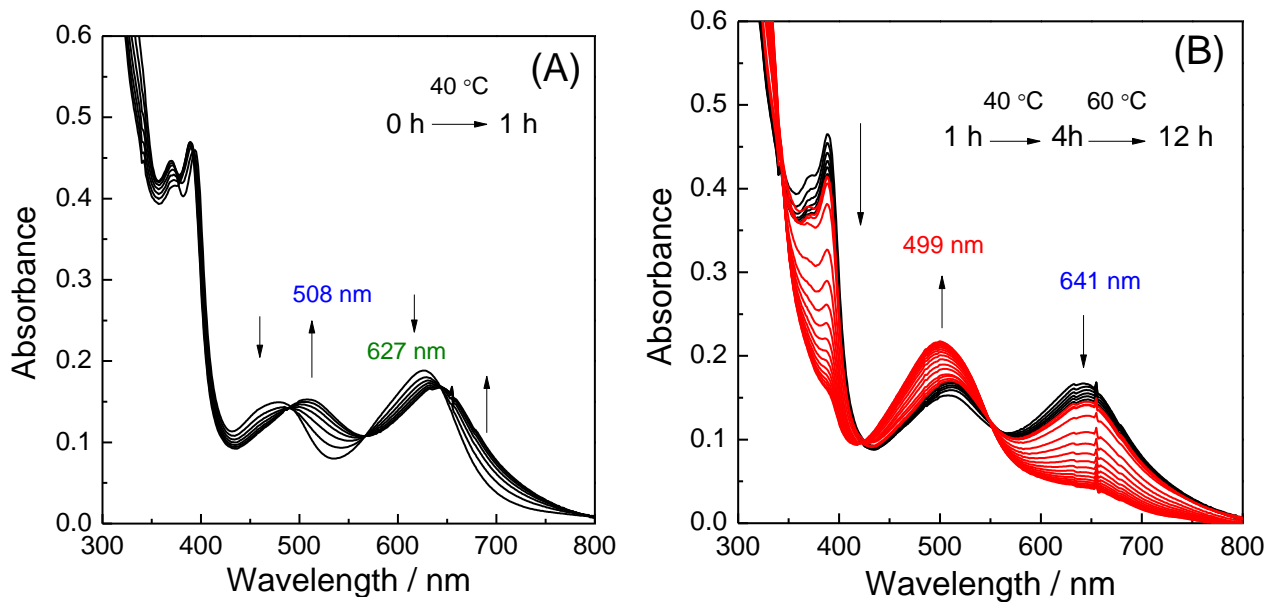 (A)
40 °C
0 h → 1 h
508 nm
627 nm
Absorbance
0.6
0.5
0.4
0.3
0.2
0.1
0.0
300 400 500 600 700 800
Wavelength / nm
(B)
40 °C 60 °C
1 h → 4h → 12 h
499 nm
641 nm
Absorbance
0.6
0.5
0.4
0.3
0.2
0.1
0.0
300 400 500 600 700 800
Wavelength / nm